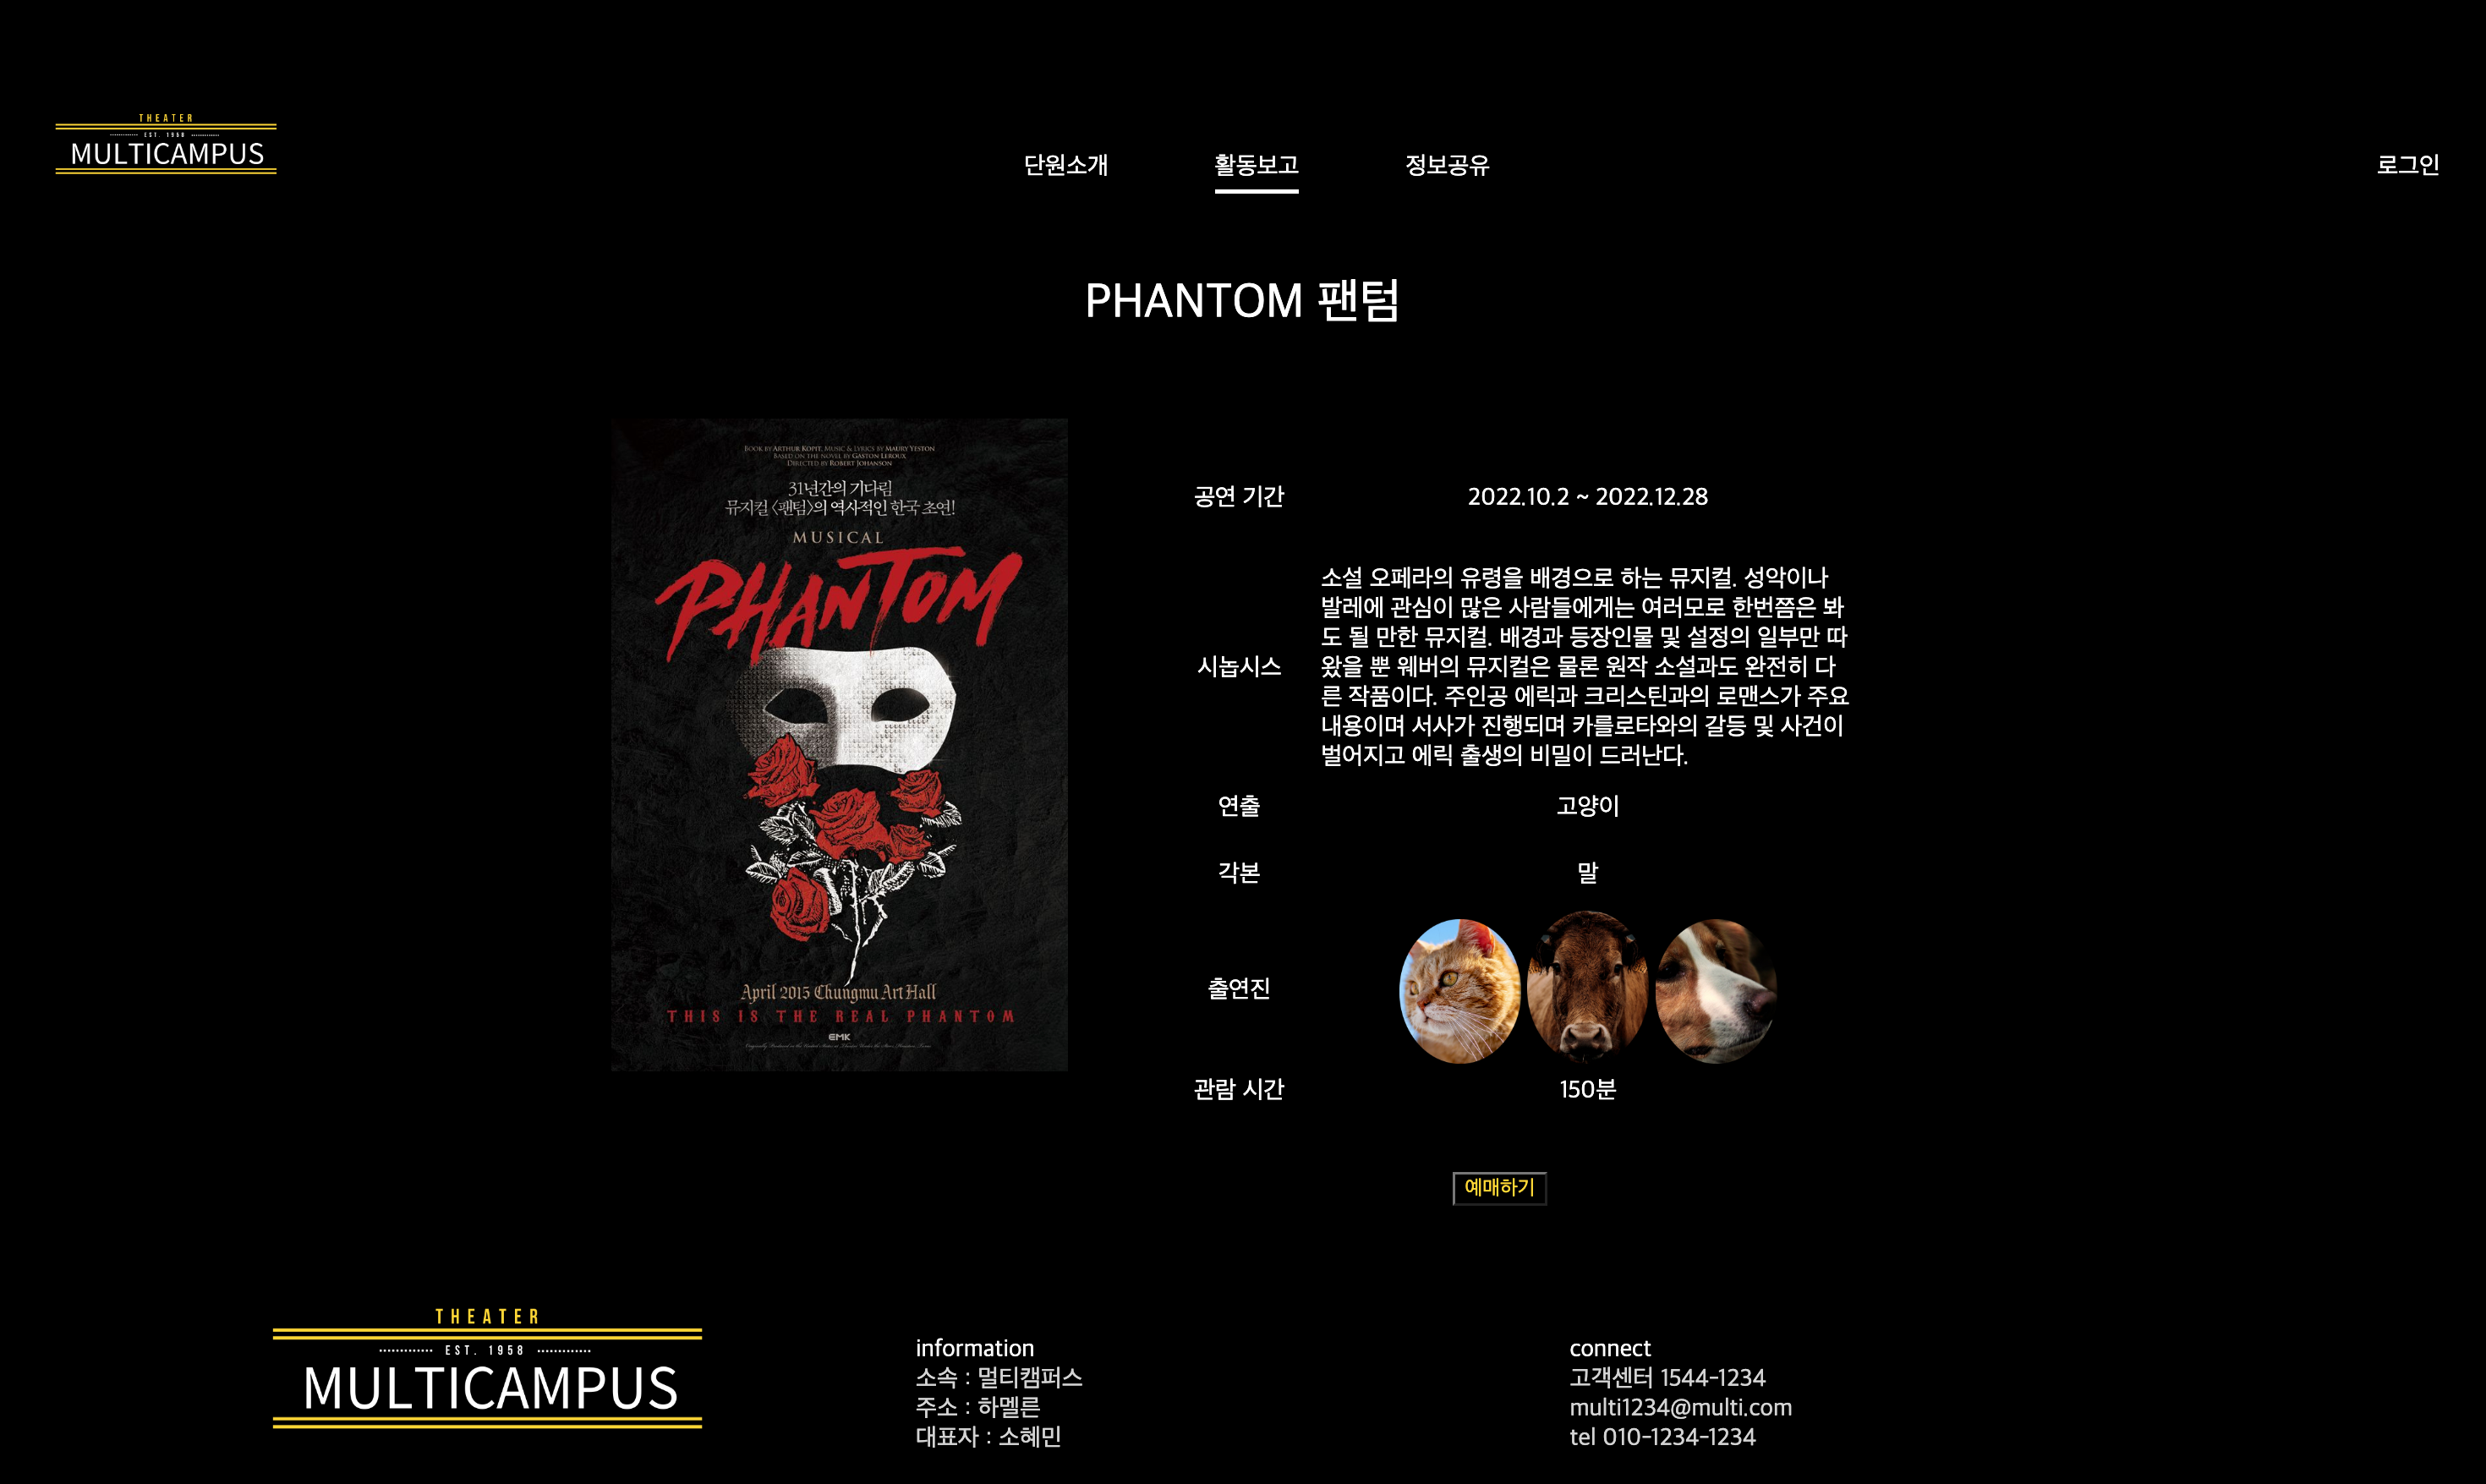 THEATER
EST. 1958
MULTICAMPUS
단원소개
활동보고
정보공유
로그인
PHANTOM 팬텀
BOOK BY ARTHUR KOPIT, MUSIC & LYRICS BY MAURY YESTON
BASED ON THE NOVEL BY GASTON LEROUX
DIRECTED BY ROBERT JOHANSON
31년간의 기다림
뮤지컬 <팬텀>의 역사적인 한국 초연!
MUSICAL
PHANTOM
April 2015 Chungmu Art Hall
THIS IS THE REAL PHANTOM
EMK
공연 기간
2022.10.2 ~ 2022.12.28
시놉시스
소설 오페라의 유령을 배경으로 하는 뮤지컬. 성악이나
발레에 관심이 많은 사람들에게는 여러모로 한번쯤은 봐
도 될 만한 뮤지컬. 배경과 등장인물 및 설정의 일부만 따
왔을 뿐 웨버의 뮤지컬은 물론 원작 소설과도 완전히 다
른 작품이다. 주인공 에릭과 크리스틴과의 로맨스가 주요
내용이며 서사가 진행되며 카를로타와의 갈등 및 사건이
벌어지고 에릭 출생의 비밀이 드러난다.
연출
고양이
각본
말
출연진
관람 시간
150분
예매하기
THEATER
EST. 1958
MULTICAMPUS
information
소속 : 멀티캠퍼스
주소 : 하멜른
대표자 : 소혜민
connect
고객센터 1544-1234
multi1234@multi.com
tel 010-1234-1234